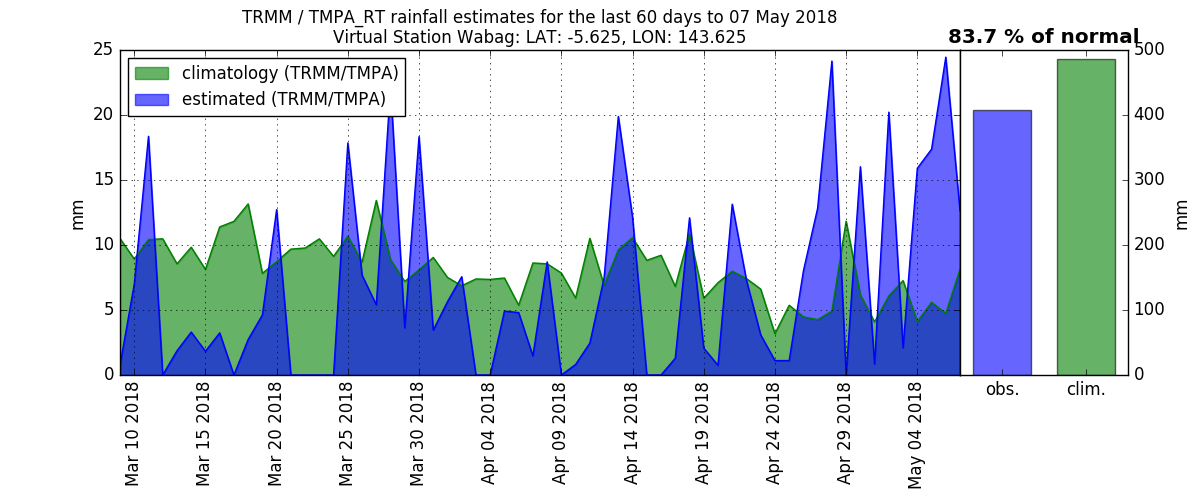 TRMM / TMPA_RT rainfall estimates for the last 60 days to 07 May 2018
Virtual Station Wabag: LAT: -5.625, LON: 143.625
83.7 % of normal
climatology (TRMM/TMPA)
estimated (TRMM/TMPA)
mm
25
20
15
10
5
0
Mar 10 2018
Mar 15 2018
Mar 20 2018
Mar 25 2018
Mar 30 2018
Apr 04 2018
Apr 09 2018
Apr 14 2018
Apr 19 2018
Apr 24 2018
Apr 29 2018
May 04 2018
500
400
300
200
100
0
mm
obs.
clim.